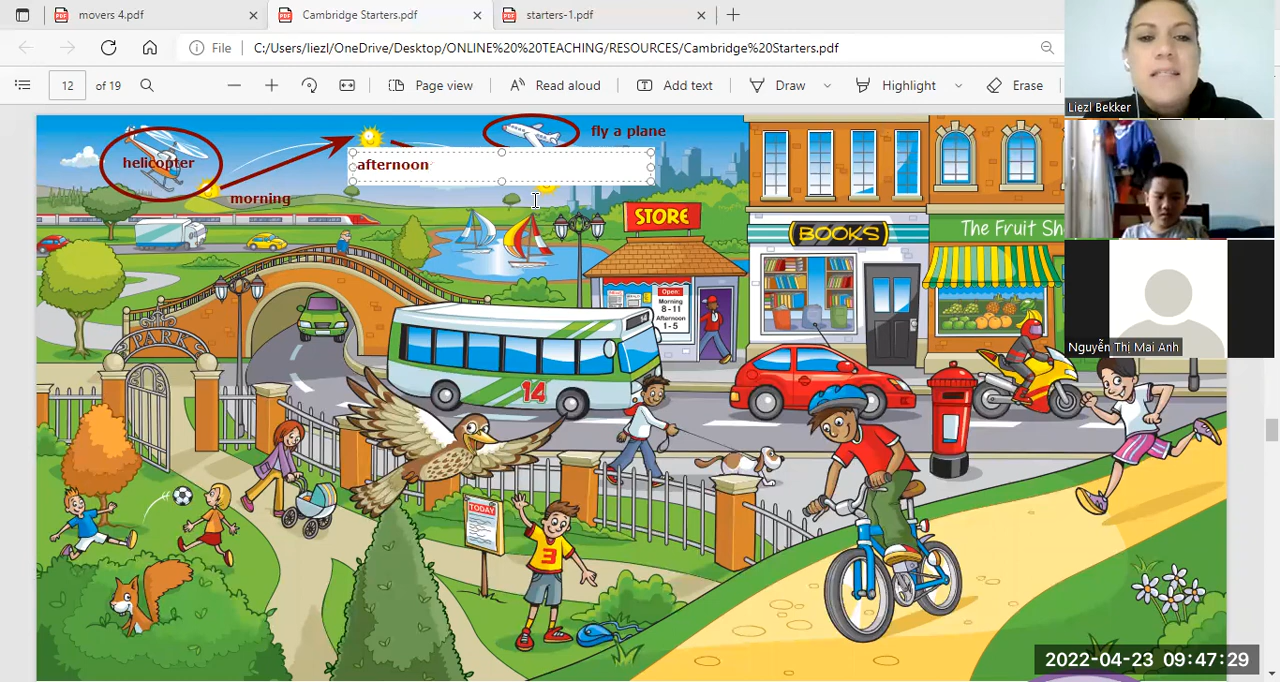 movers 4.pdf
Cambridge Starters.pdf
starters-1.pdf
File
C:/Users/liezl/OneDrive/Desktop/ONLINE%20%20TEACHING/RESOURCES/Cambridge%20Starters.pdf
12 of 19
Page view
Read aloud
Add text
Draw
Highlight
Erase
Liezl Bekker
Nguyễn Thị Mai Anh
helicopter
morning
afternoon
fly a plane
STORE
BOOKS
The Fruit Sh
Open:
Morning
8-11
Afternoon
1-5
PARK
14
TODAY
3
2022-04-23 09:47:29